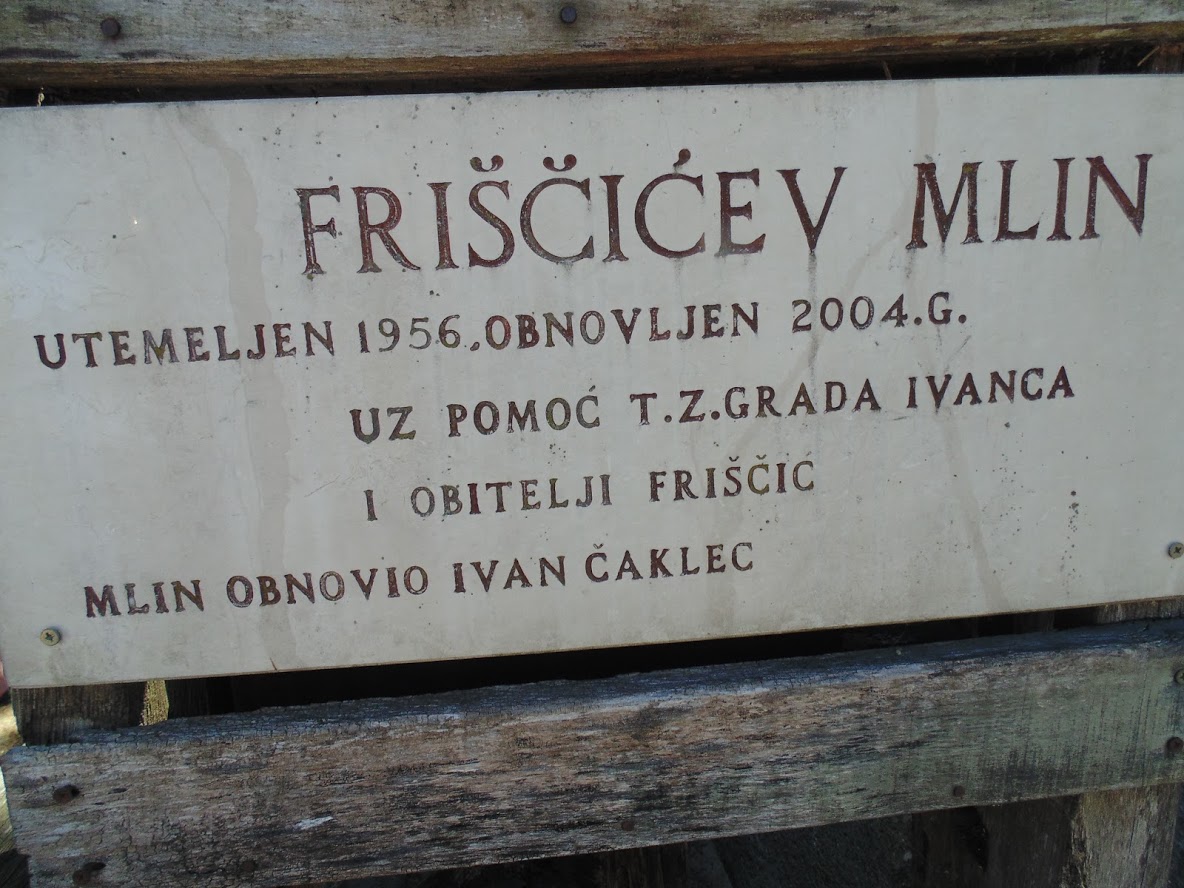 FRIŠČIĆEV MLIN
UTEMELJEN 1956.,OBNOVLJEN 2004.G.
UZ POMOĆ T.Z.GRADA IVANCA
I OBITELJI FRIŠČIĆ
MLIN OBNOVIO IVAN ČAKLEC